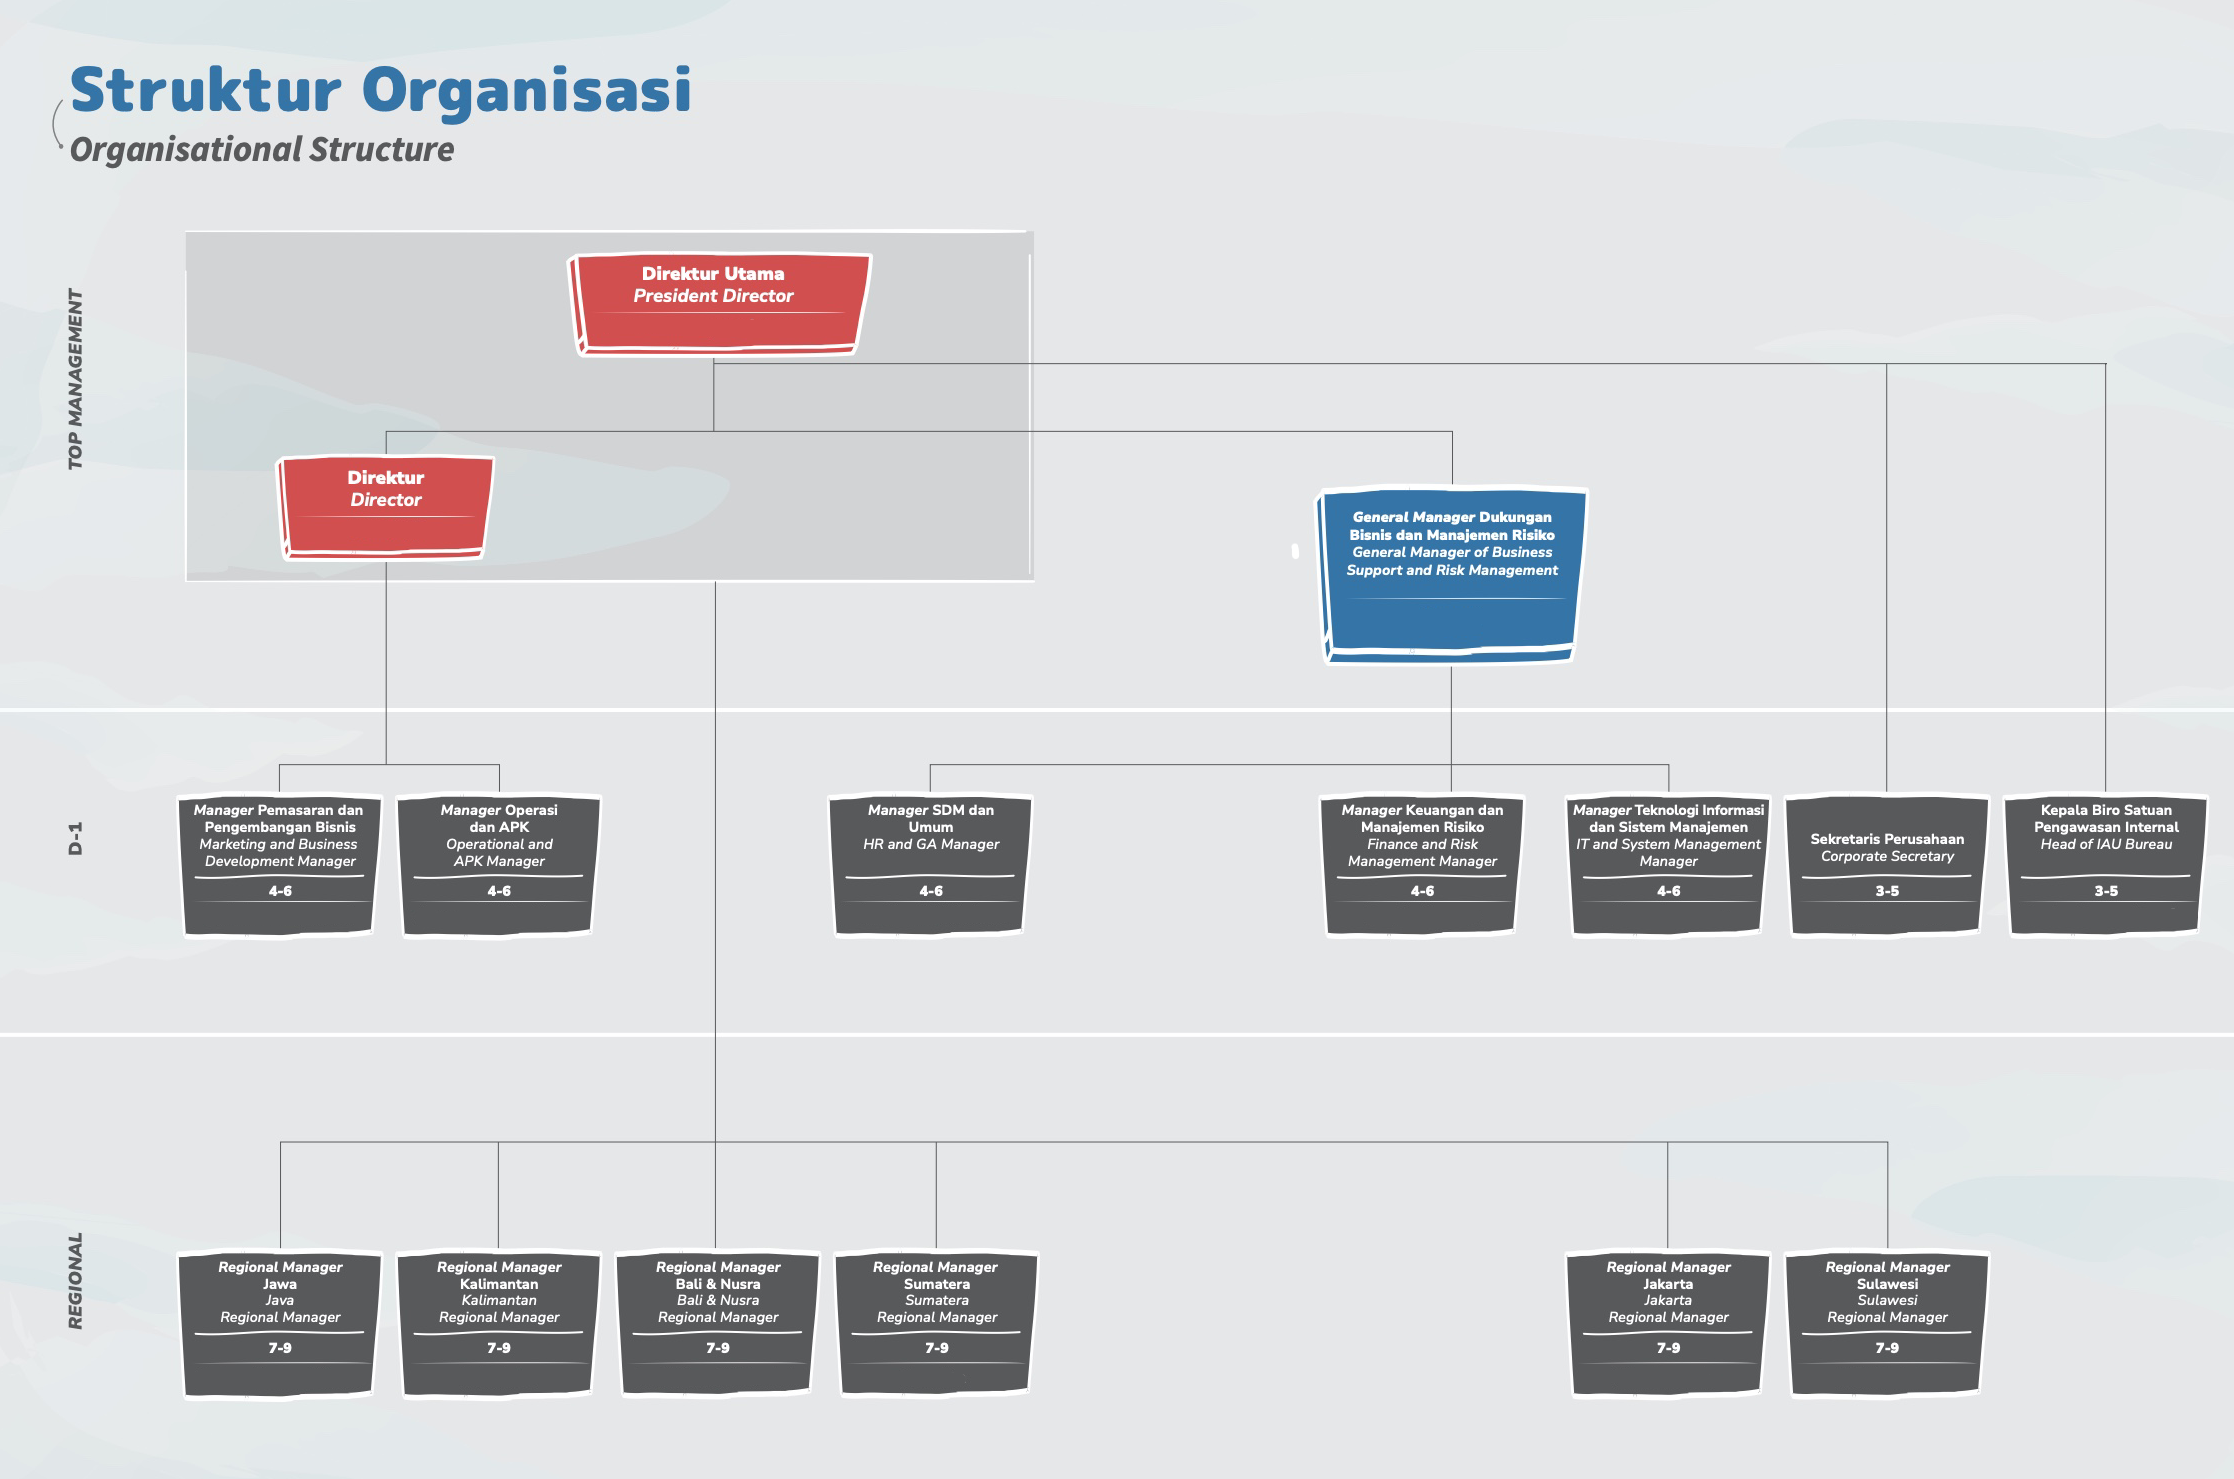 Struktur Organisasi
Organisational Structure
TOP MANAGEMENT
Direktur Utama
President Director
Direktur
Director
General Manager Dukungan
Bisnis dan Manajemen Risiko
General Manager of Business
Support and Risk Management
D-1
Manager Pemasaran dan
Pengembangan Bisnis
Marketing and Business
Development Manager
4-6
Manager Operasi
dan APK
Operational and
APK Manager
4-6
Manager SDM dan
Umum
HR and GA Manager
4-6
Manager Keuangan dan
Manajemen Risiko
Finance and Risk
Management Manager
4-6
Manager Teknologi Informasi
dan Sistem Manajemen
IT and System Management
Manager
4-6
Sekretaris Perusahaan
Corporate Secretary
3-5
Kepala Biro Satuan
Pengawasan Internal
Head of IAU Bureau
3-5
REGIONAL
Regional Manager
Jawa
Java
Regional Manager
7-9
Regional Manager
Kalimantan
Kalimantan
Regional Manager
7-9
Regional Manager
Bali & Nusra
Bali & Nusra
Regional Manager
7-9
Regional Manager
Sumatera
Sumatera
Regional Manager
7-9
Regional Manager
Jakarta
Jakarta
Regional Manager
7-9
Regional Manager
Sulawesi
Sulawesi
Regional Manager
7-9